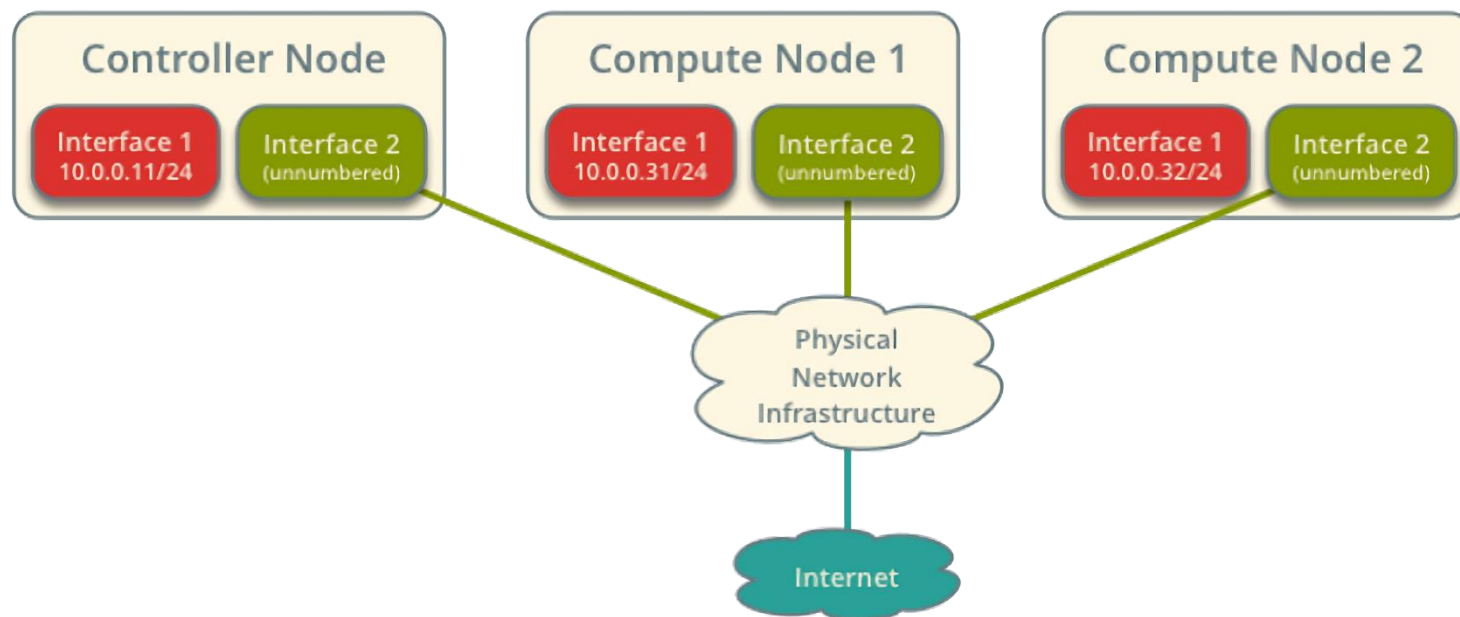 Controller Node
Interface 1
10.0.0.11/24
Interface 2
(unnumbered)
Compute Node 1
Interface 1
10.0.0.31/24
Interface 2
(unnumbered)
Compute Node 2
Interface 1
10.0.0.32/24
Interface 2
(unnumbered)
Physical
Network
Infrastructure
Internet